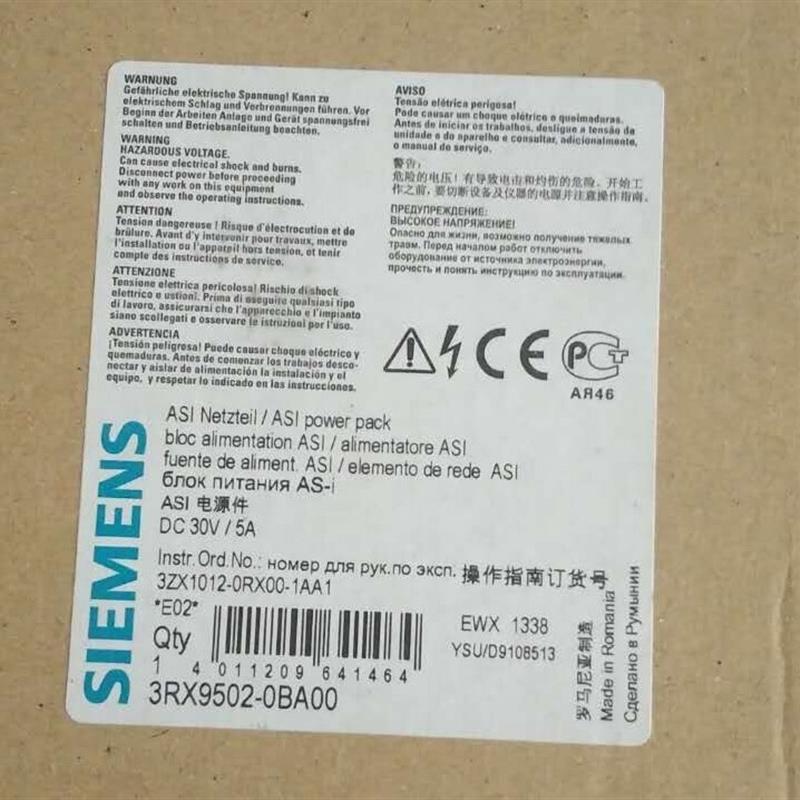 WARNUNG
Gefährliche elektrische Spannung! Kann zu
elektrischem Schlag und Verbrennungen führen. Vor
Beginn der Arbeiten Anlage und Gerät spannungsfrei
schalten und Betriebsanleitung beachten.
WARNING
HAZARDOUS VOLTAGE.
Can cause electrical shock and burns.
Disconnect power before proceeding
with any work on this equipment
and observe the operating instructions.
ATTENTION
Tension dangereuse ! Risque d'électrocution et de
brûlure. Avant d'y intervenir pour travaux, mettre
l'installation ou l'appareil hors tension, et tenir
compte des instructions de service.
ATTENZIONE
Tensione elettrica pericolosa! Rischio di shock
elettrico e ustioni. Prima di eseguire qualsiasi tipo
di lavoro, assicurarsi che l'apparecchio e l'impianto
siano scollegati e osservare le istruzioni per l'uso.
ADVERTENCIA
¡Tensión peligrosa! Puede causar choque eléctrico y
quemaduras. Antes de comenzar los trabajos desco-
nectar y aislar de alimentación la instalación y el
equipo, y respetar lo indicado en las instrucciones.
AVISO
Tensão elétrica perigosa!
Pode causar um choque elétrico e queimaduras.
Antes de iniciar os trabalhos, desligue a tensão da
unidade e do aparelho e consultar, adicionalmente,
o manual do serviço.
警告:
危险的电压! 有导致电击和灼伤的危险。开始工
作之前, 要切断设备及仪器的电源并注意操作指南。
ПРЕДУПРЕЖДЕНИЕ:
ВЫСОКОЕ НАПРЯЖЕНИЕ!
Опасно для жизни, возможно получение тяжелых
травм. Перед началом работ отключить
оборудование от источника электроэнергии,
прочесть и понять инструкцию по эксплуатации.
CE
РСТ
АЯ46
SIEMENS
ASI Netzteil / ASI power pack
bloc alimentation ASI / alimentatore ASI
fuente de aliment. ASI / elemento de rede ASI
блок питания AS-i
ASI 电源件
DC 30V / 5A
Instr.Ord.No.: номер для рук.по эксп. 操作指南订货号
3ZX1012-0RX00-1AA1
*E02*
Qty
1
4 011209 641464
3RX9502-0BA00
EWX 1338
YSU/D9108513
罗马尼亚制造
Made in Romania
Сделано в Румынии